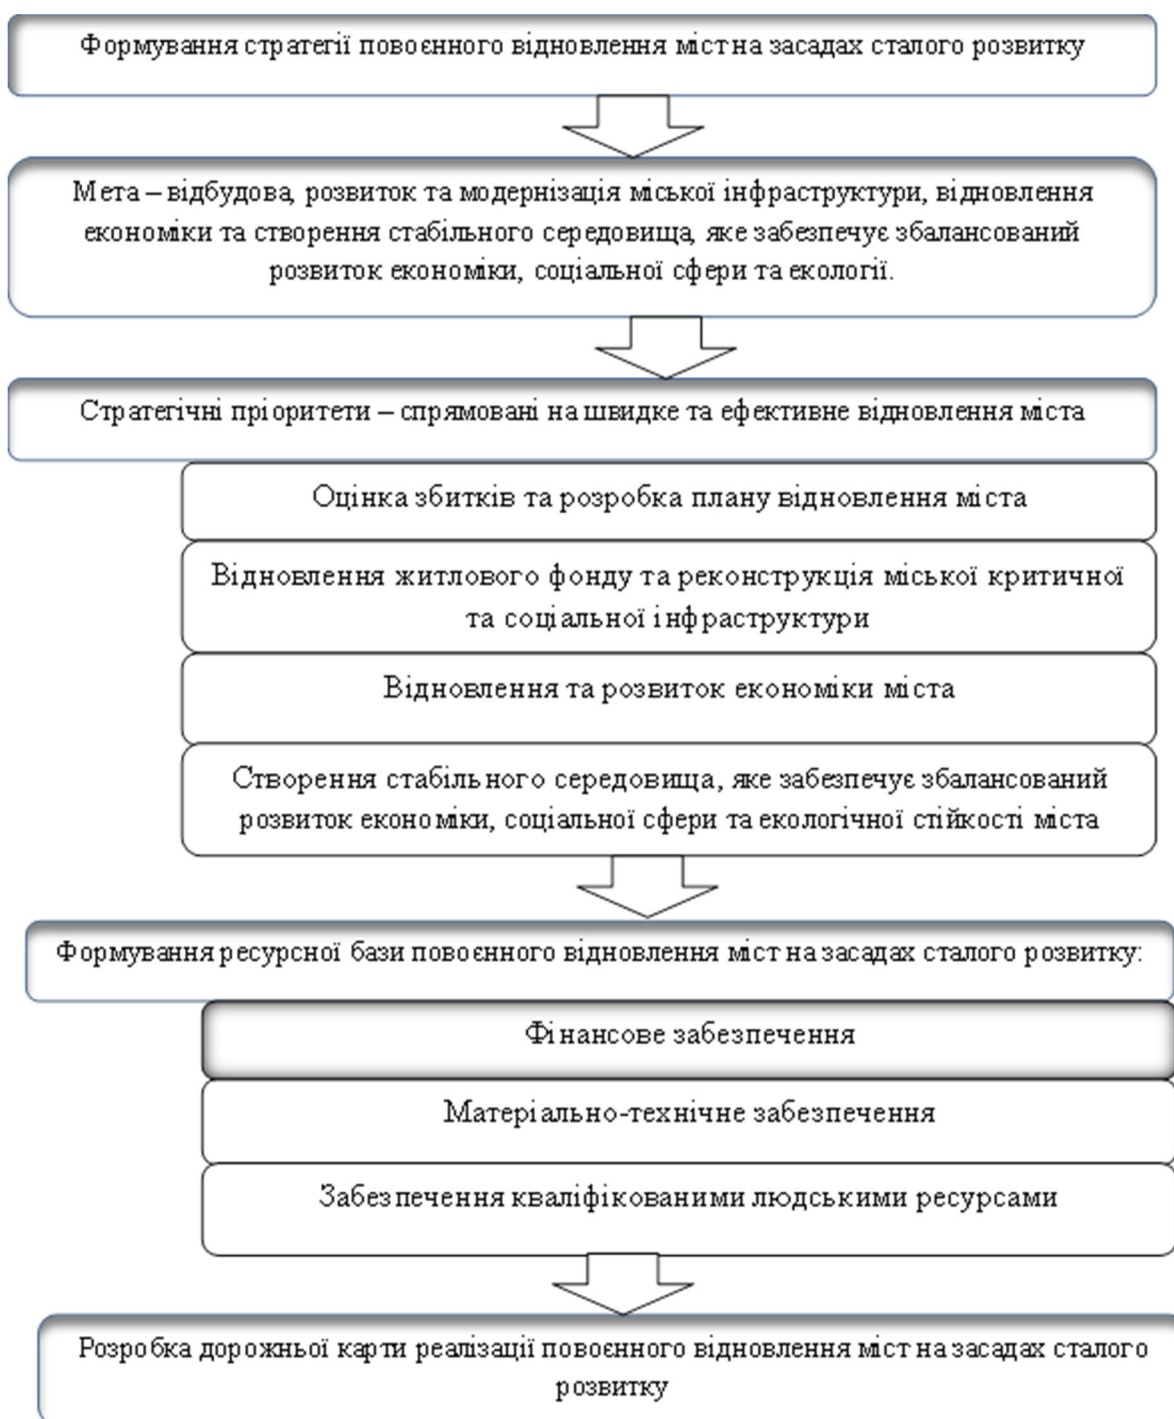 Формування стратегії повоєнного відновлення міст на засадах сталого розвитку
Мета – відбудова, розвиток та модернізація міської інфраструктури, відновлення
економіки та створення стабільного середовища, яке забезпечує збалансований
розвиток економіки, соціальної сфери та екології.
Стратегічні пріоритети – спрямовані на швидке та ефективне відновлення міста
Оцінка збитків та розробка плану відновлення міста
Відновлення житлового фонду та реконструкція міської критичної
та соціальної інфраструктури
Відновлення та розвиток економіки міста
Створення стабільного середовища, яке забезпечує збалансований
розвиток економіки, соціальної сфери та екологічної стійкості міста
Формування ресурсної бази повоєнного відновлення міст на засадах сталого розвитку:
Фінансове забезпечення
Матеріально-технічне забезпечення
Забезпечення кваліфікованими людськими ресурсами
Розробка дорожньої карти реалізації повоєнного відновлення міст на засадах сталого
розвитку